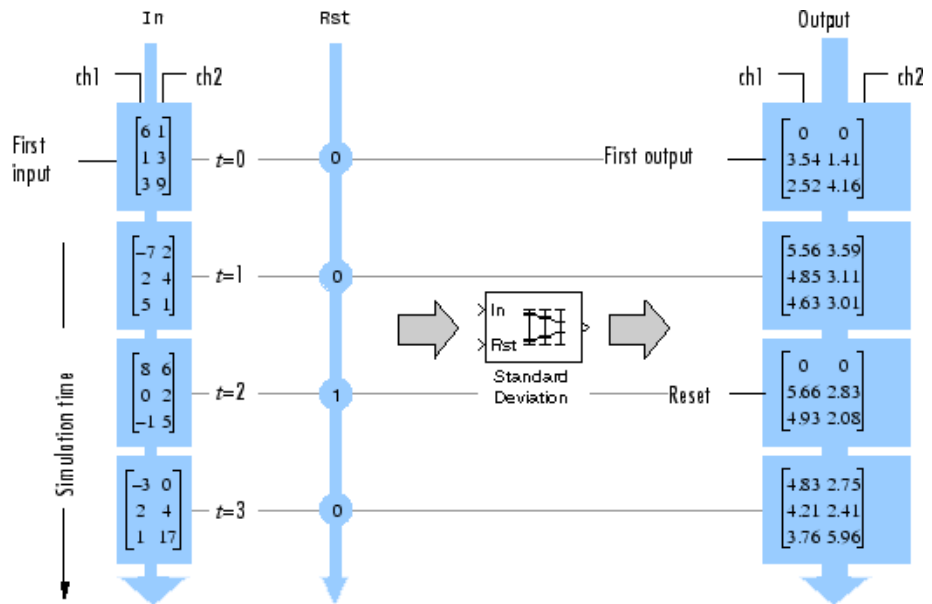 In Rst Output
ch1 ch2 ch1 ch2
First input
6 1
1 3
3 9
t=0
0
First output
0 0
3.54 1.41
2.52 4.16
-7 2
2 4
5 1
t=1
0
5.56 3.59
4.85 3.11
4.63 3.01
In
Rst
Standard
Deviation
Simulation time
8 6
0 2
-1 5
t=2
1
Reset
0 0
5.66 2.83
4.93 2.08
-3 0
2 4
1 17
t=3
0
4.83 2.75
4.21 2.41
3.76 5.96